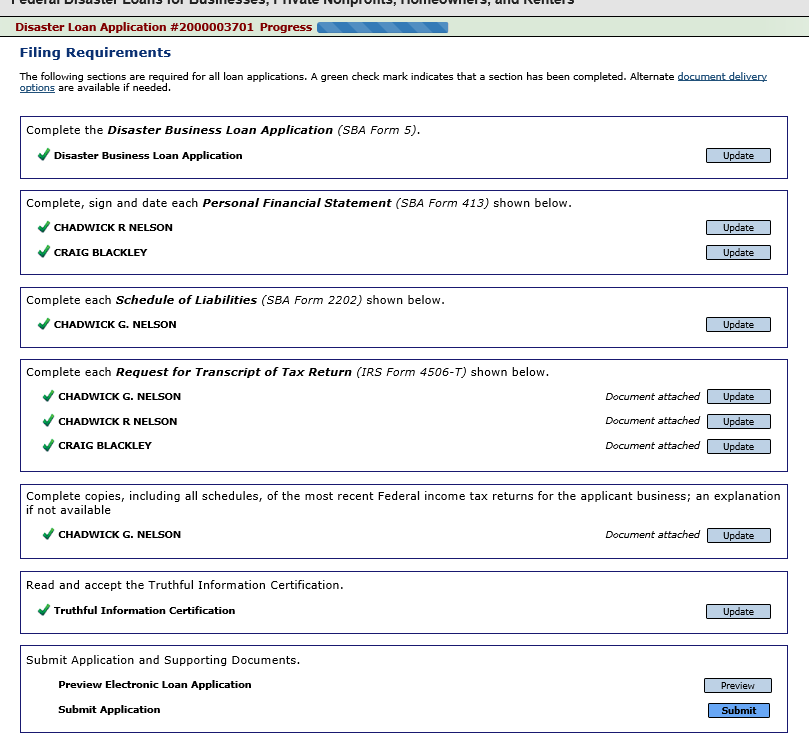 Federal Disaster Loans for Businesses, Private Nonprofits, Homeowners, and Renters
Disaster Loan Application #2000003701 Progress
Filing Requirements
The following sections are required for all loan applications. A green check mark indicates that a section has been completed. Alternate document delivery
options are available if needed.
Complete the Disaster Business Loan Application (SBA Form 5).
Disaster Business Loan Application Update
Complete, sign and date each Personal Financial Statement (SBA Form 413) shown below.
CHADWICK R NELSON Update
CRAIG BLACKLEY Update
Complete each Schedule of Liabilities (SBA Form 2202) shown below.
CHADWICK G. NELSON Update
Complete each Request for Transcript of Tax Return (IRS Form 4506-T) shown below.
CHADWICK G. NELSON Document attached Update
CHADWICK R NELSON Document attached Update
CRAIG BLACKLEY Document attached Update
Complete copies, including all schedules, of the most recent Federal income tax returns for the applicant business; an explanation
if not available
CHADWICK G. NELSON Document attached Update
Read and accept the Truthful Information Certification.
Truthful Information Certification Update
Submit Application and Supporting Documents.
Preview Electronic Loan Application Preview
Submit Application Submit